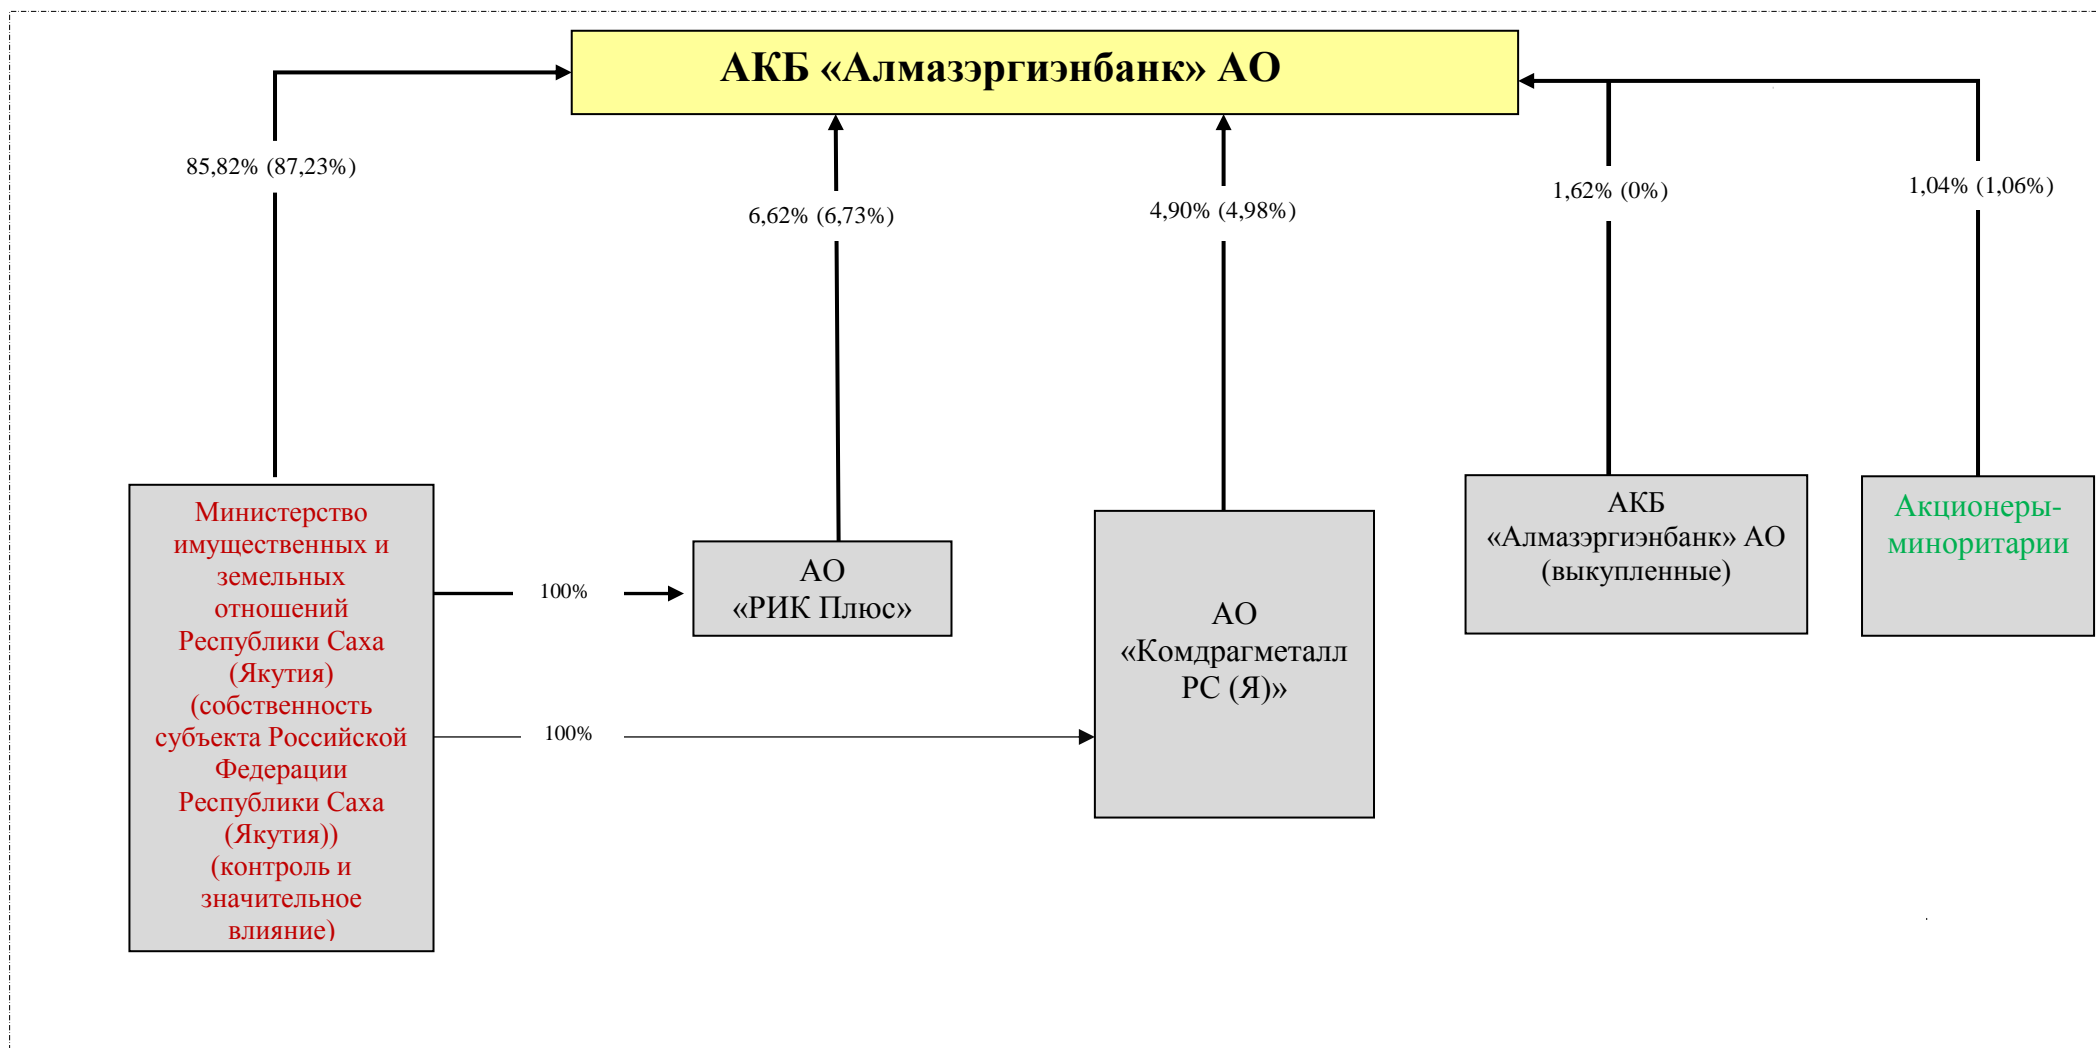 АКБ «Алмазэргиэнбанк» АО
85,82% (87,23%)
6,62% (6,73%)
4,90% (4,98%)
1,62% (0%)
1,04% (1,06%)
Министерство
имущественных и
земельных
отношений
Республики Саха
(Якутия)
(собственность
субъекта Российской
Федерации
Республики Саха
(Якутия))
(контроль и
значительное
влияние)
100%
100%
АО
«РИК Плюс»
АО
«Комдрагметалл
РС (Я)»
АКБ
«Алмазэргиэнбанк» АО
(выкупленные)
Акционеры-
миноритарии